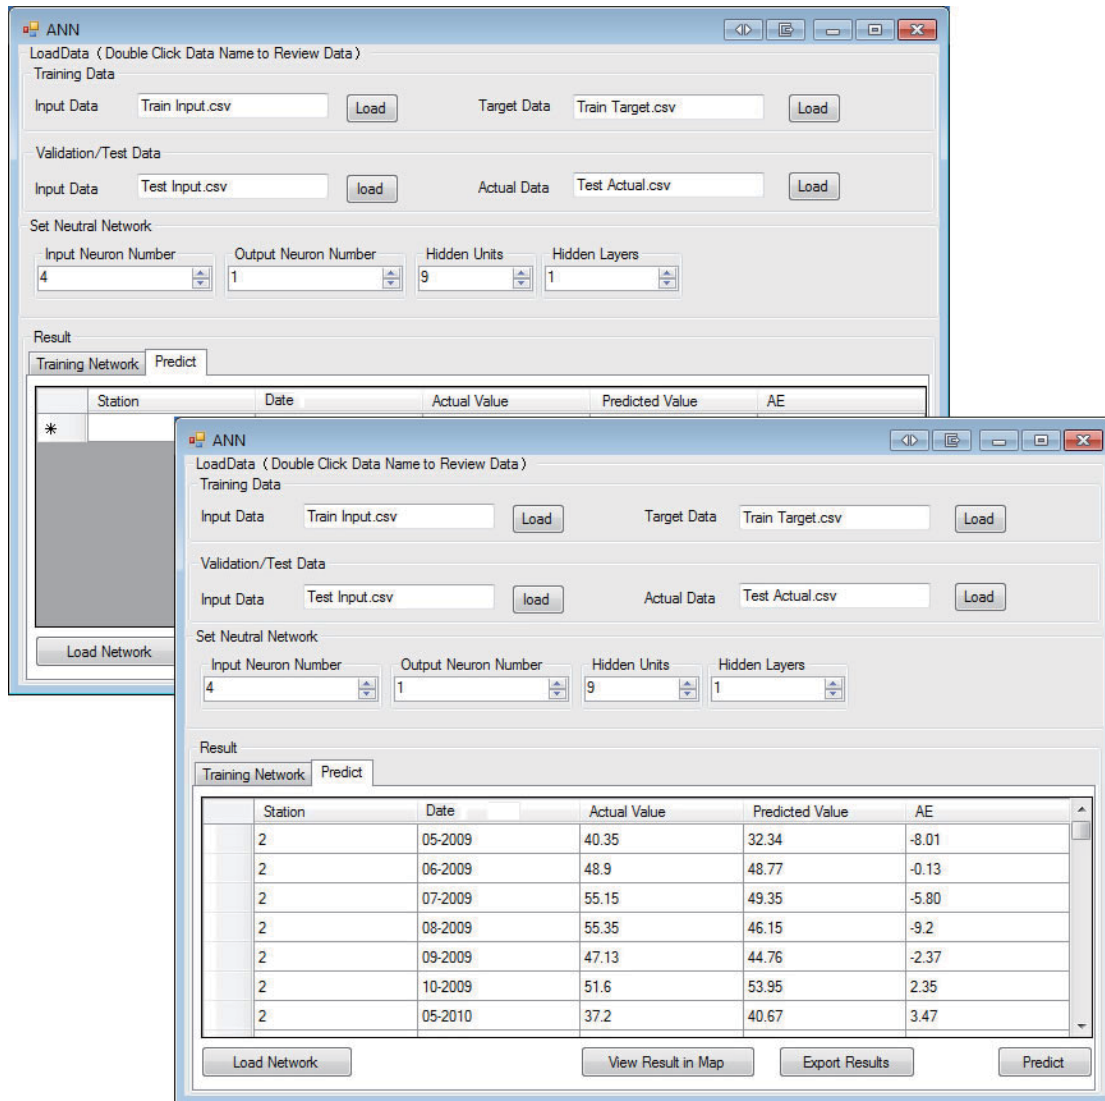 ANN
LoadData (Double Click Data Name to Review Data)
Training Data
Input Data Train Input.csv Load Target Data Train Target.csv Load
Validation/Test Data
Input Data Test Input.csv load Actual Data Test Actual.csv Load
Set Neutral Network
Input Neuron Number Output Neuron Number Hidden Units Hidden Layers
4 1 9 1
Result
Training Network Predict
Station Date Actual Value Predicted Value AE
*
Load Network
ANN
LoadData (Double Click Data Name to Review Data)
Training Data
Input Data Train Input.csv Load Target Data Train Target.csv Load
Validation/Test Data
Input Data Test Input.csv load Actual Data Test Actual.csv Load
Set Neutral Network
Input Neuron Number Output Neuron Number Hidden Units Hidden Layers
4 1 9 1
Result
Training Network Predict
Station Date Actual Value Predicted Value AE
2 05-2009 40.35 32.34 -8.01
2 06-2009 48.9 48.77 -0.13
2 07-2009 55.15 49.35 -5.80
2 08-2009 55.35 46.15 -9.2
2 09-2009 47.13 44.76 -2.37
2 10-2009 51.6 53.95 2.35
2 05-2010 37.2 40.67 3.47
Load Network View Result in Map Export Results Predict